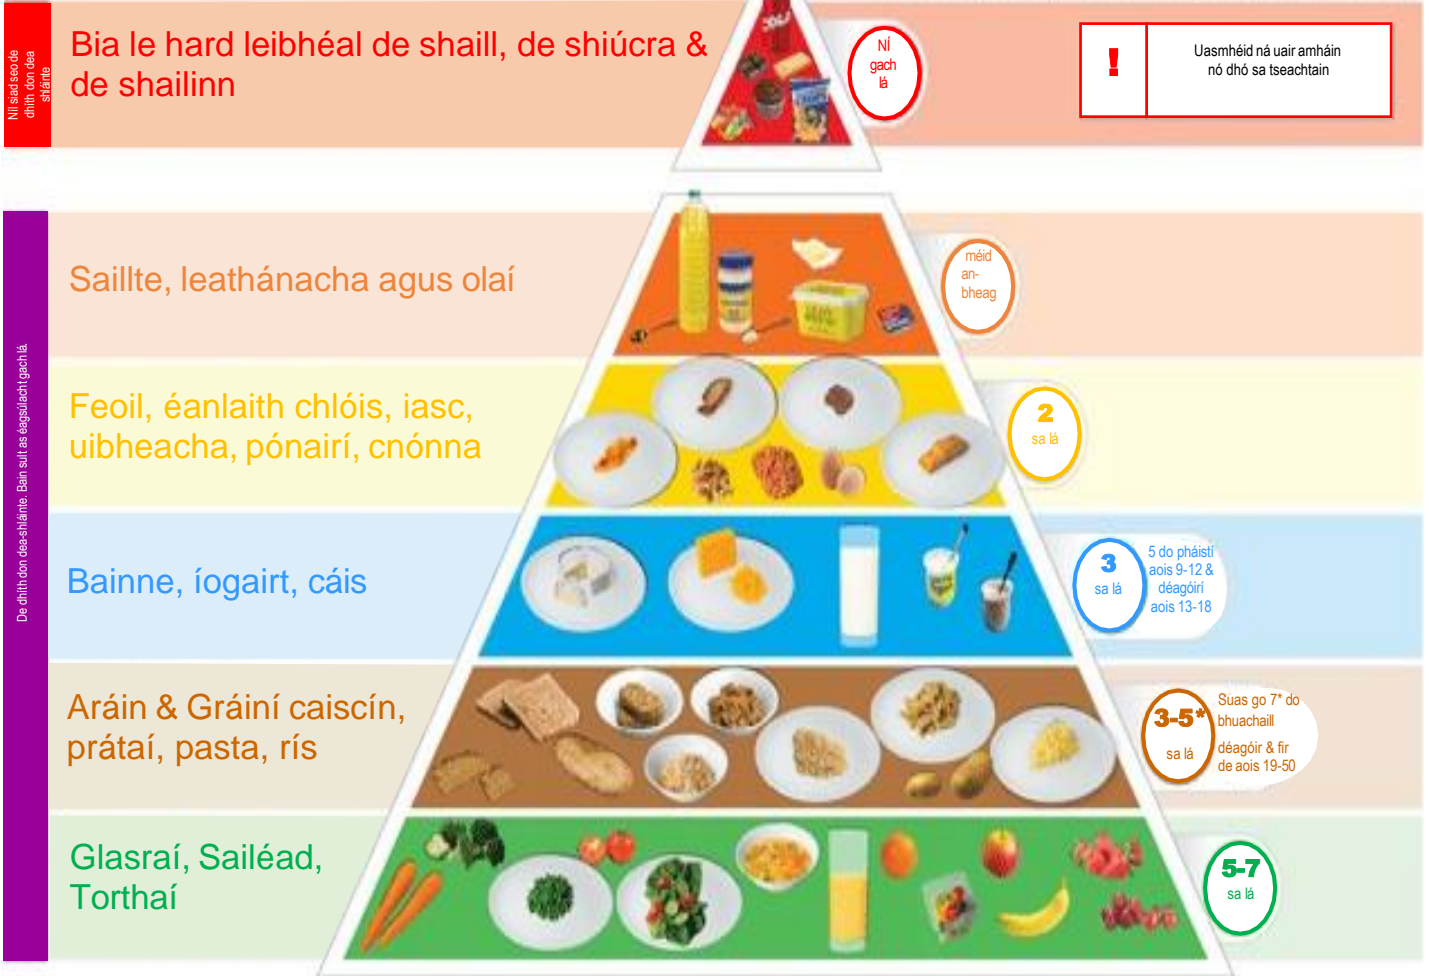 Níl siad seo de
dhíth don dea
shláinte
Bia le hard leibhéal de shaill, de shiúcra &
de shailinn
NÍ
gach
lá
!
Uasmhéid ná uair amháin
nó dhó sa tseachtain
De dhíth don dea-shláinte. Bain sult as éagsúlacht gach lá.
Saillte, leathánacha agus olaí
méid
an-
bheag
Feoil, éanlaith chlóis, iasc,
uibheacha, pónairí, cnónna
2
sa lá
Bainne, íogairt, cáis
3
sa lá
5 do pháistí
aois 9-12 &
déagóirí
aois 13-18
Aráin & Gráiní caiscín,
prátaí, pasta, rís
3-5*
sa lá
Suas go 7* do
bhuachaill
déagóir & fir
de aois 19-50
Glasraí, Sailéad,
Torthaí
5-7
sa lá